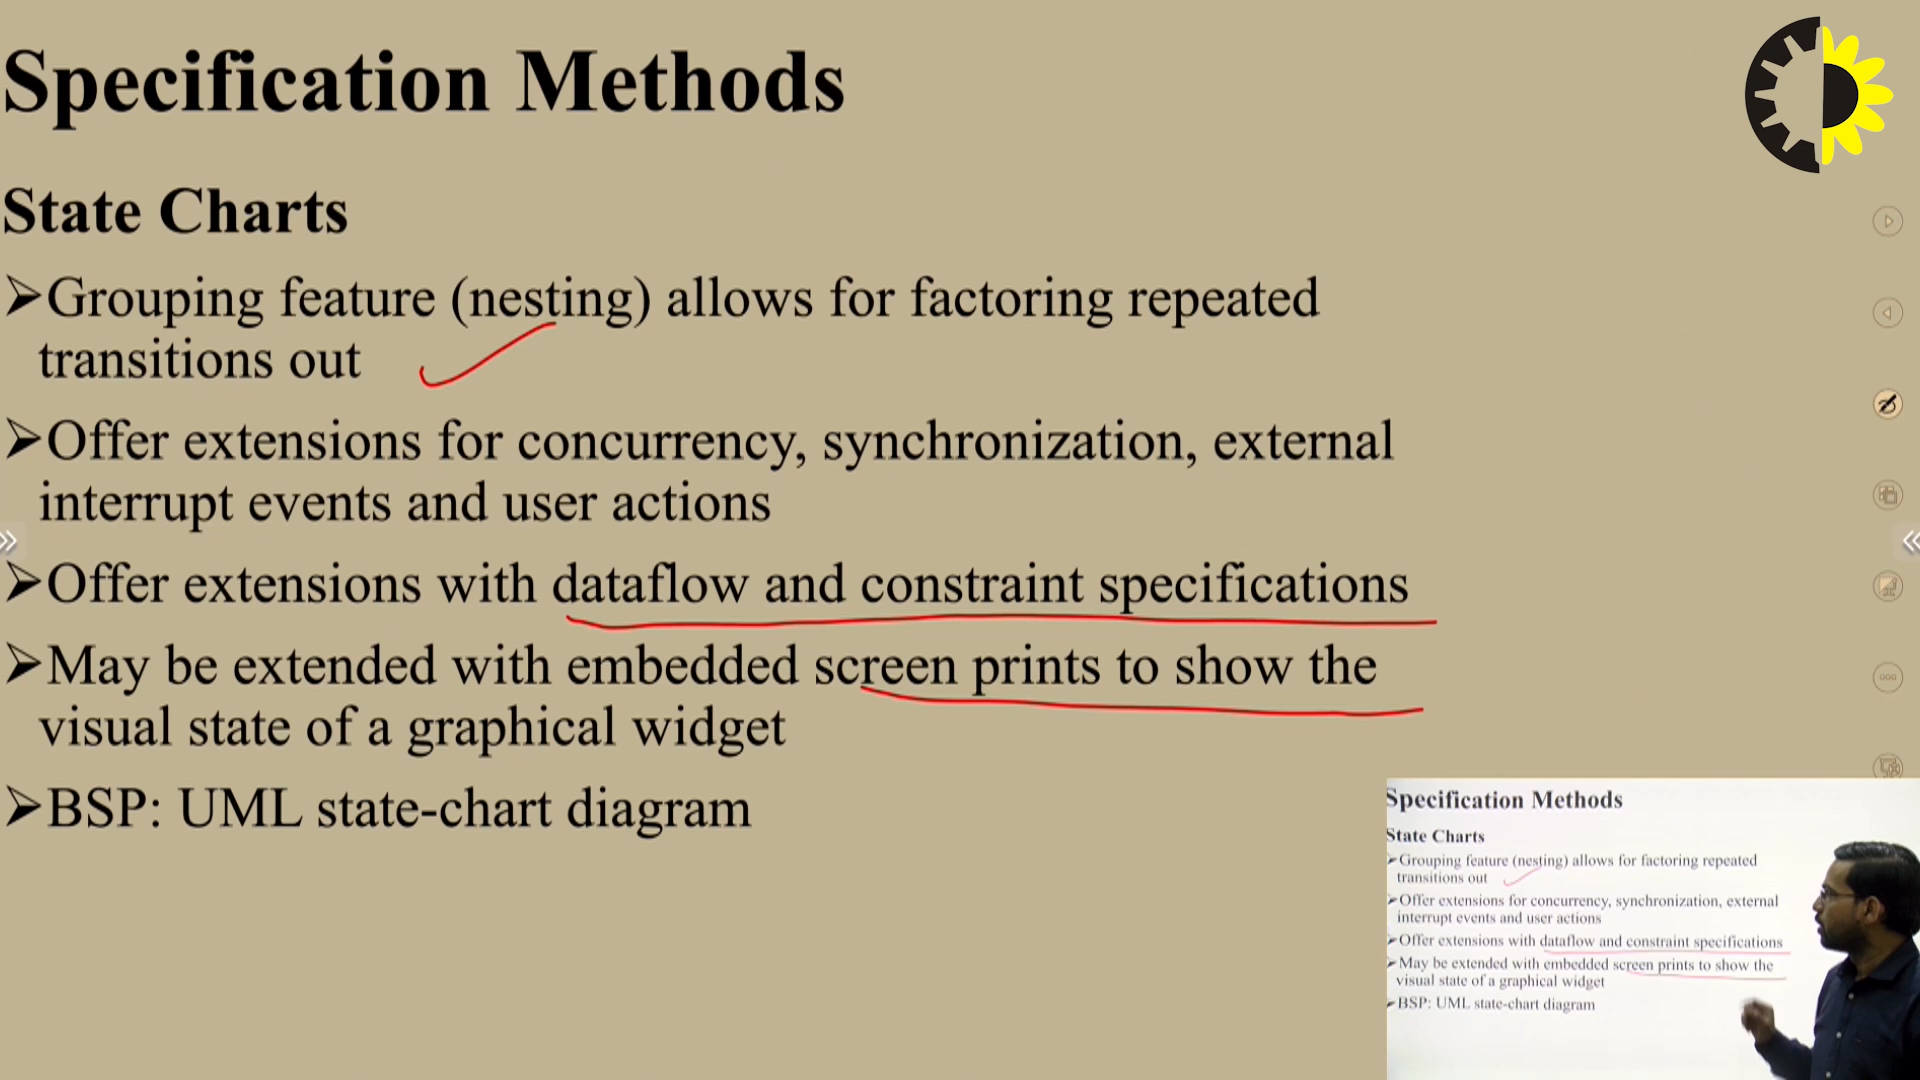 Specification Methods
State Charts
➢Grouping feature (nesting) allows for factoring repeated
transitions out
➢Offer extensions for concurrency, synchronization, external
interrupt events and user actions
➢Offer extensions with dataflow and constraint specifications
➢May be extended with embedded screen prints to show the
visual state of a graphical widget
➢BSP: UML state-chart diagram
Specification Methods
State Charts
➢Grouping feature (nesting) allows for factoring repeated
transitions out
➢Offer extensions for concurrency, synchronization, external
interrupt events and user actions
➢Offer extensions with dataflow and constraint specifications
➢May be extended with embedded screen prints to show the
visual state of a graphical widget
➢BSP: UML state-chart diagram